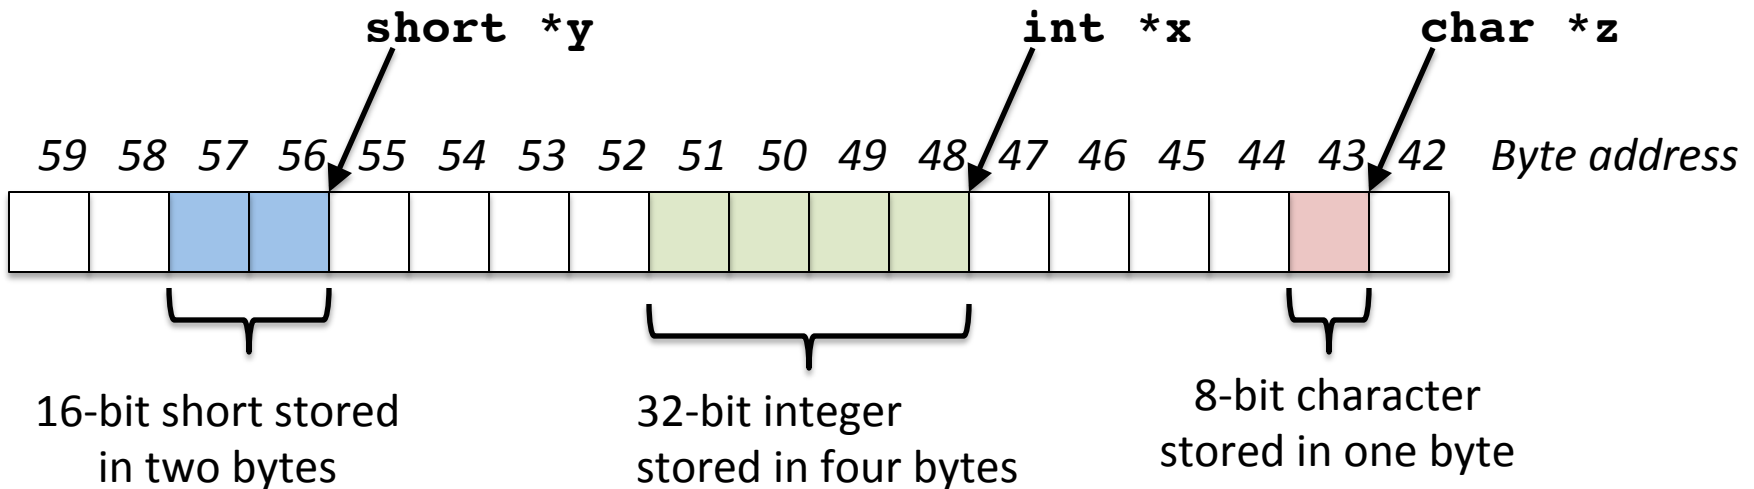 short *y int *x char *z
59 58 57 56 55 54 53 52 51 50 49 48 47 46 45 44 43 42 Byte address
16-bit short stored
in two bytes
32-bit integer
stored in four bytes
8-bit character
stored in one byte